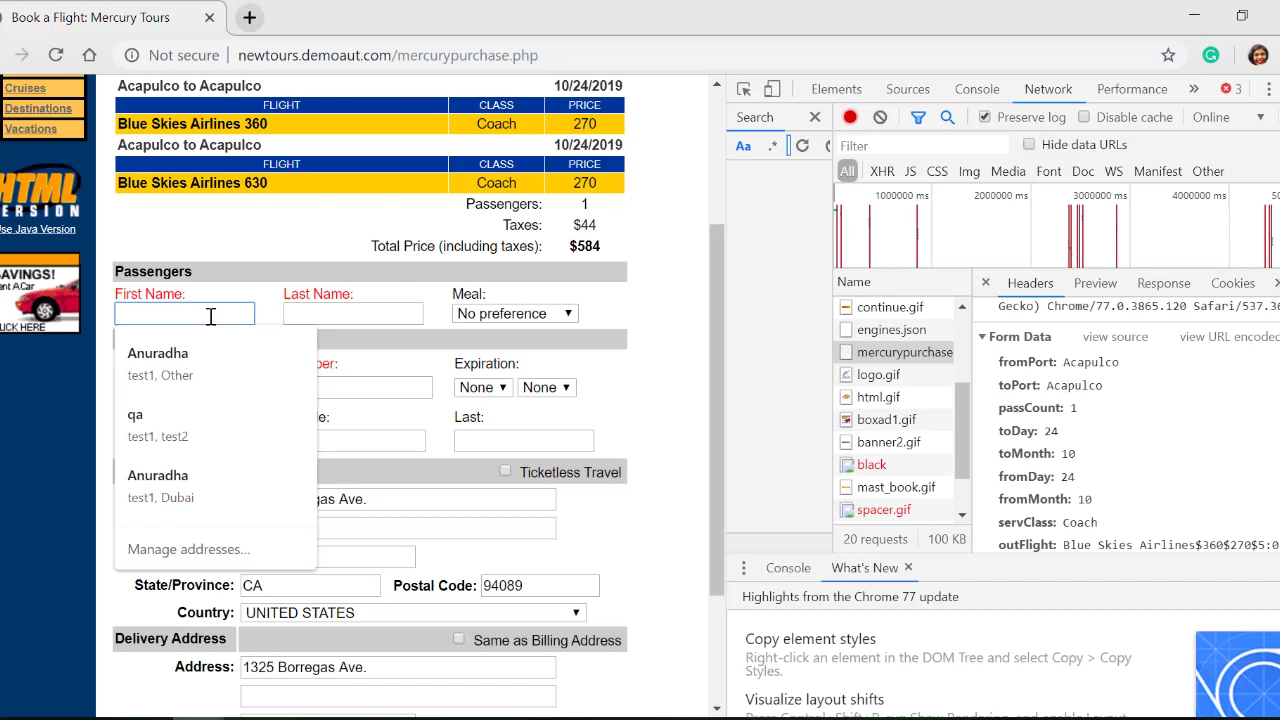 Book a Flight: Mercury Tours
Not secure | newtours.demoaut.com/mercurypurchase.php
Cruises
Destinations
Vacations
HTML
VERSION
Use Java Version
SAVINGS!
Acapulco to Acapulco 10/24/2019
FLIGHT CLASS PRICE
Blue Skies Airlines 360 Coach 270
Acapulco to Acapulco 10/24/2019
FLIGHT CLASS PRICE
Blue Skies Airlines 630 Coach 270
Passengers: 1
Taxes: $44
Total Price (including taxes): $584
Passengers
First Name: Last Name: Meal:
No preference
Anuradha
test1, Other
qa
test1, test2
Anuradha
test1, Dubai
Manage addresses...
per: Expiration:
None None
le: Last:
Ticketless Travel
gas Ave.
State/Province: CA Postal Code: 94089
Country: UNITED STATES
Delivery Address Same as Billing Address
Address: 1325 Borregas Ave.
Elements Sources Console Network Performance » 3
Search
Preserve log Disable cache Online
Aa .*
Filter Hide data URLs
All XHR JS CSS Img Media Font Doc WS Manifest Other
1000000 ms 2000000 ms 3000000 ms 4000000 ms 50
Name
continue.gif
engines.json
mercurypurchase
logo.gif
html.gif
boxad1.gif
banner2.gif
black
mast_book.gif
spacer.gif
20 requests 100 KB
Headers Preview Response Cookies
Gecko) Chrome/77.0.3865.120 Safari/537.3
Form Data view source view URL encoded
fromPort: Acapulco
toPort: Acapulco
passCount: 1
toDay: 24
toMonth: 10
fromDay: 24
fromMonth: 10
servClass: Coach
outFlight: Blue Skies Airlines$360$270$5:0
Console What's New
Highlights from the Chrome 77 update
Copy element styles
Right-click an element in the DOM Tree and select Copy > Copy
Styles.
Visualize layout shifts